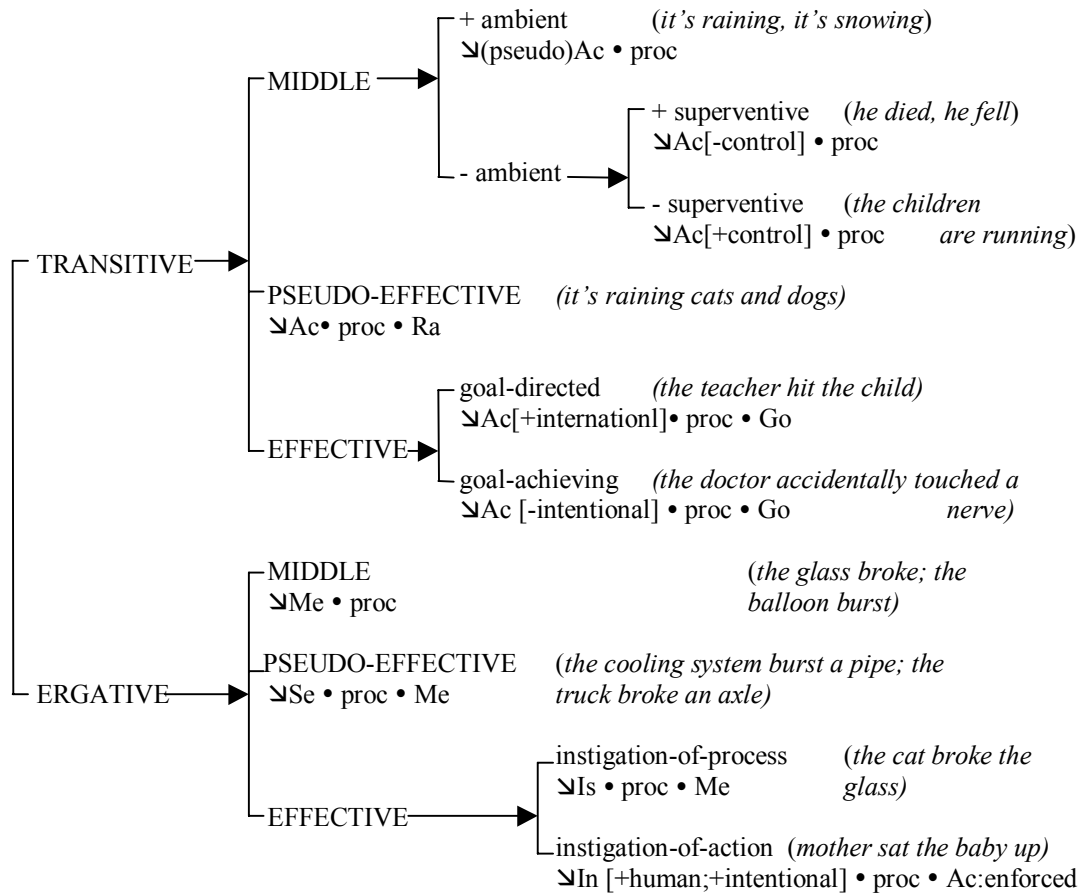 + ambient (it's raining, it's snowing)
↘(pseudo)Ac • proc
MIDDLE
+ superventive (he died, he fell)
↘Ac[-control] • proc
- ambient
- superventive (the children
↘Ac[+control] • proc are running)
TRANSITIVE
PSEUDO-EFFECTIVE (it's raining cats and dogs)
↘Ac• proc • Ra
goal-directed (the teacher hit the child)
↘Ac[+internationl]• proc • Go
EFFECTIVE
goal-achieving (the doctor accidentally touched a
↘Ac [-intentional] • proc • Go nerve)
MIDDLE (the glass broke; the
↘Me • proc balloon burst)
PSEUDO-EFFECTIVE (the cooling system burst a pipe; the
↘Se • proc • Me truck broke an axle)
ERGATIVE
instigation-of-process (the cat broke the
↘Is • proc • Me glass)
EFFECTIVE
instigation-of-action (mother sat the baby up)
↘In [+human;+intentional] • proc • Ac:enforced